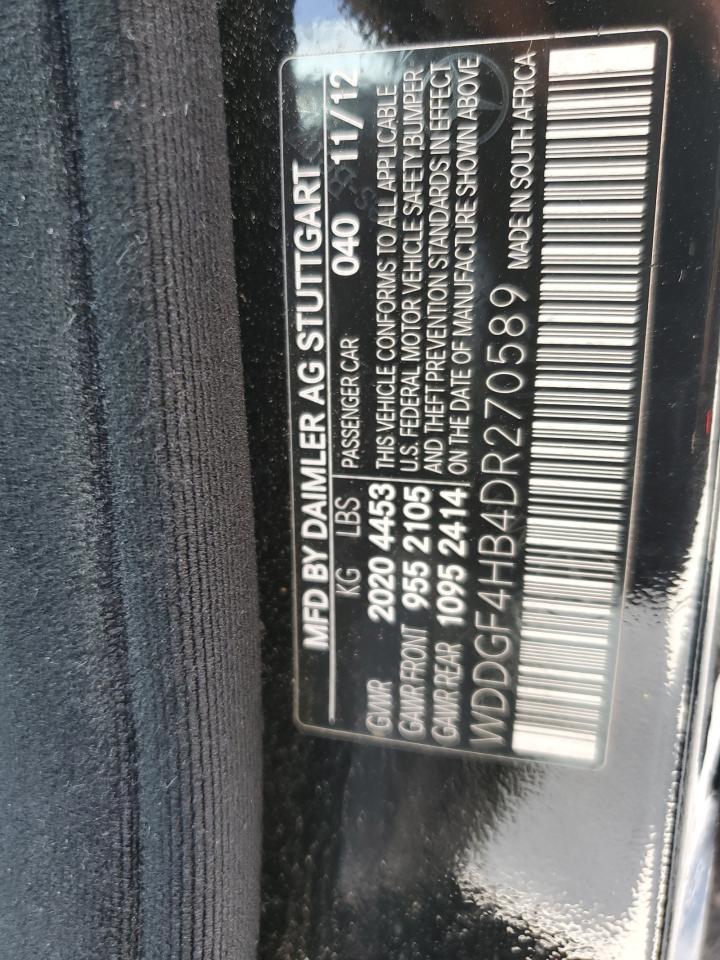 MFD BY DAIMLER AG STUTTGART
KG LBS PASSENGER CAR 040 11/12
GVWR 2020 4453 THIS VEHICLE CONFORMS TO ALL APPLICABLE
GAWR FRONT 955 2105 U.S. FEDERAL MOTOR VEHICLE SAFETY,BUMPER
GAWR REAR 1095 2414 AND THEFT PREVENTION STANDARDS IN EFFECT
ON THE DATE OF MANUFACTURE SHOWN ABOVE
WDDGF4HB4DR270589 MADE IN SOUTH AFRICA